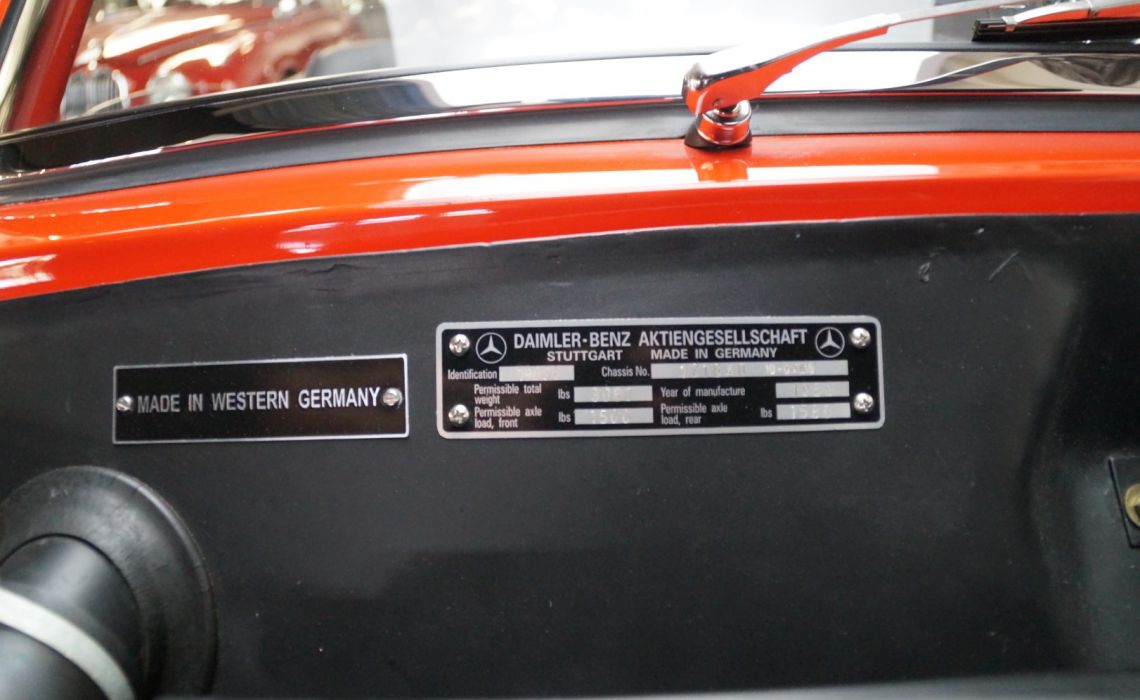 MADE IN WESTERN GERMANY
DAIMLER-BENZ AKTIENGESELLSCHAFT
STUTTGART MADE IN GERMANY
Identification Chassis No.
Permissible total weight lbs Year of manufacture
Permissible axle load, front lbs 1500 Permissible axle load, rear lbs